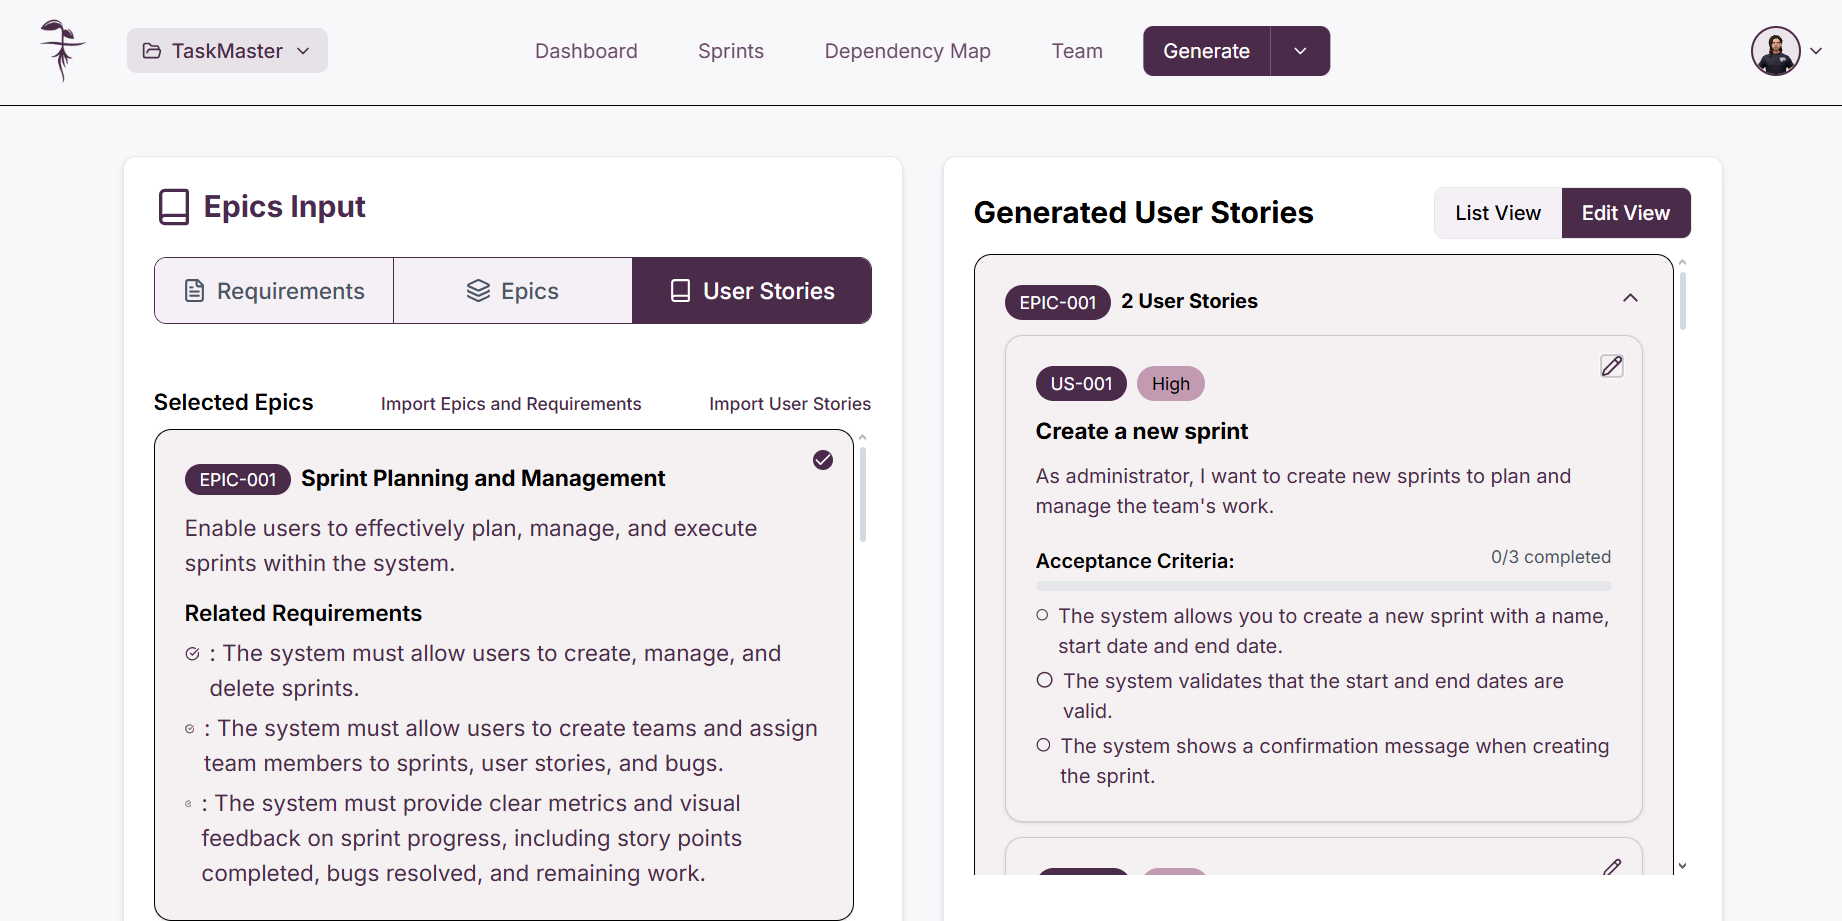 TaskMaster
Dashboard
Sprints
Dependency Map
Team
Generate
Epics Input
Requirements
Epics
User Stories
Selected Epics
Import Epics and Requirements
Import User Stories
EPIC-001 Sprint Planning and Management
Enable users to effectively plan, manage, and execute
sprints within the system.
Related Requirements
: The system must allow users to create, manage, and
delete sprints.
: The system must allow users to create teams and assign
team members to sprints, user stories, and bugs.
: The system must provide clear metrics and visual
feedback on sprint progress, including story points
completed, bugs resolved, and remaining work.
Generated User Stories
List View
Edit View
EPIC-001 2 User Stories
US-001 High
Create a new sprint
As administrator, I want to create new sprints to plan and
manage the team's work.
Acceptance Criteria:
0/3 completed
The system allows you to create a new sprint with a name,
start date and end date.
The system validates that the start and end dates are
valid.
The system shows a confirmation message when creating
the sprint.